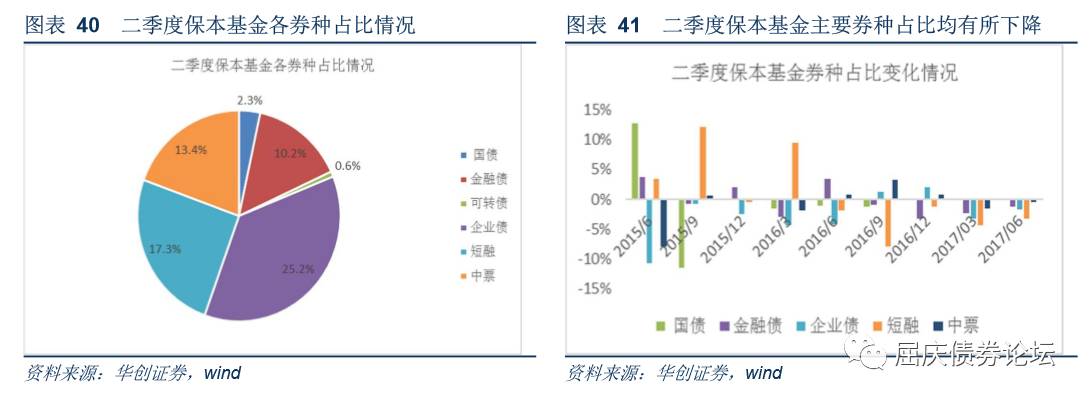 图表 40 二季度保本基金各券种占比情况
二季度保本基金各券种占比情况
2.3%
10.2%
0.6%
25.2%
17.3%
13.4%
国债
金融债
可转债
企业债
短融
中票
资料来源：华创证券，wind
图表 41 二季度保本基金主要券种占比均有所下降
二季度保本基金券种占比变化情况
15%
10%
5%
0%
-5%
-10%
-15%
2015/6
2015/9
2015/12
2016/3
2016/6
2016/9
2016/12
2017/03
2017/06
国债 金融债 企业债 短融 中票
资料来源：华创证券，wind
屈庆债券论坛